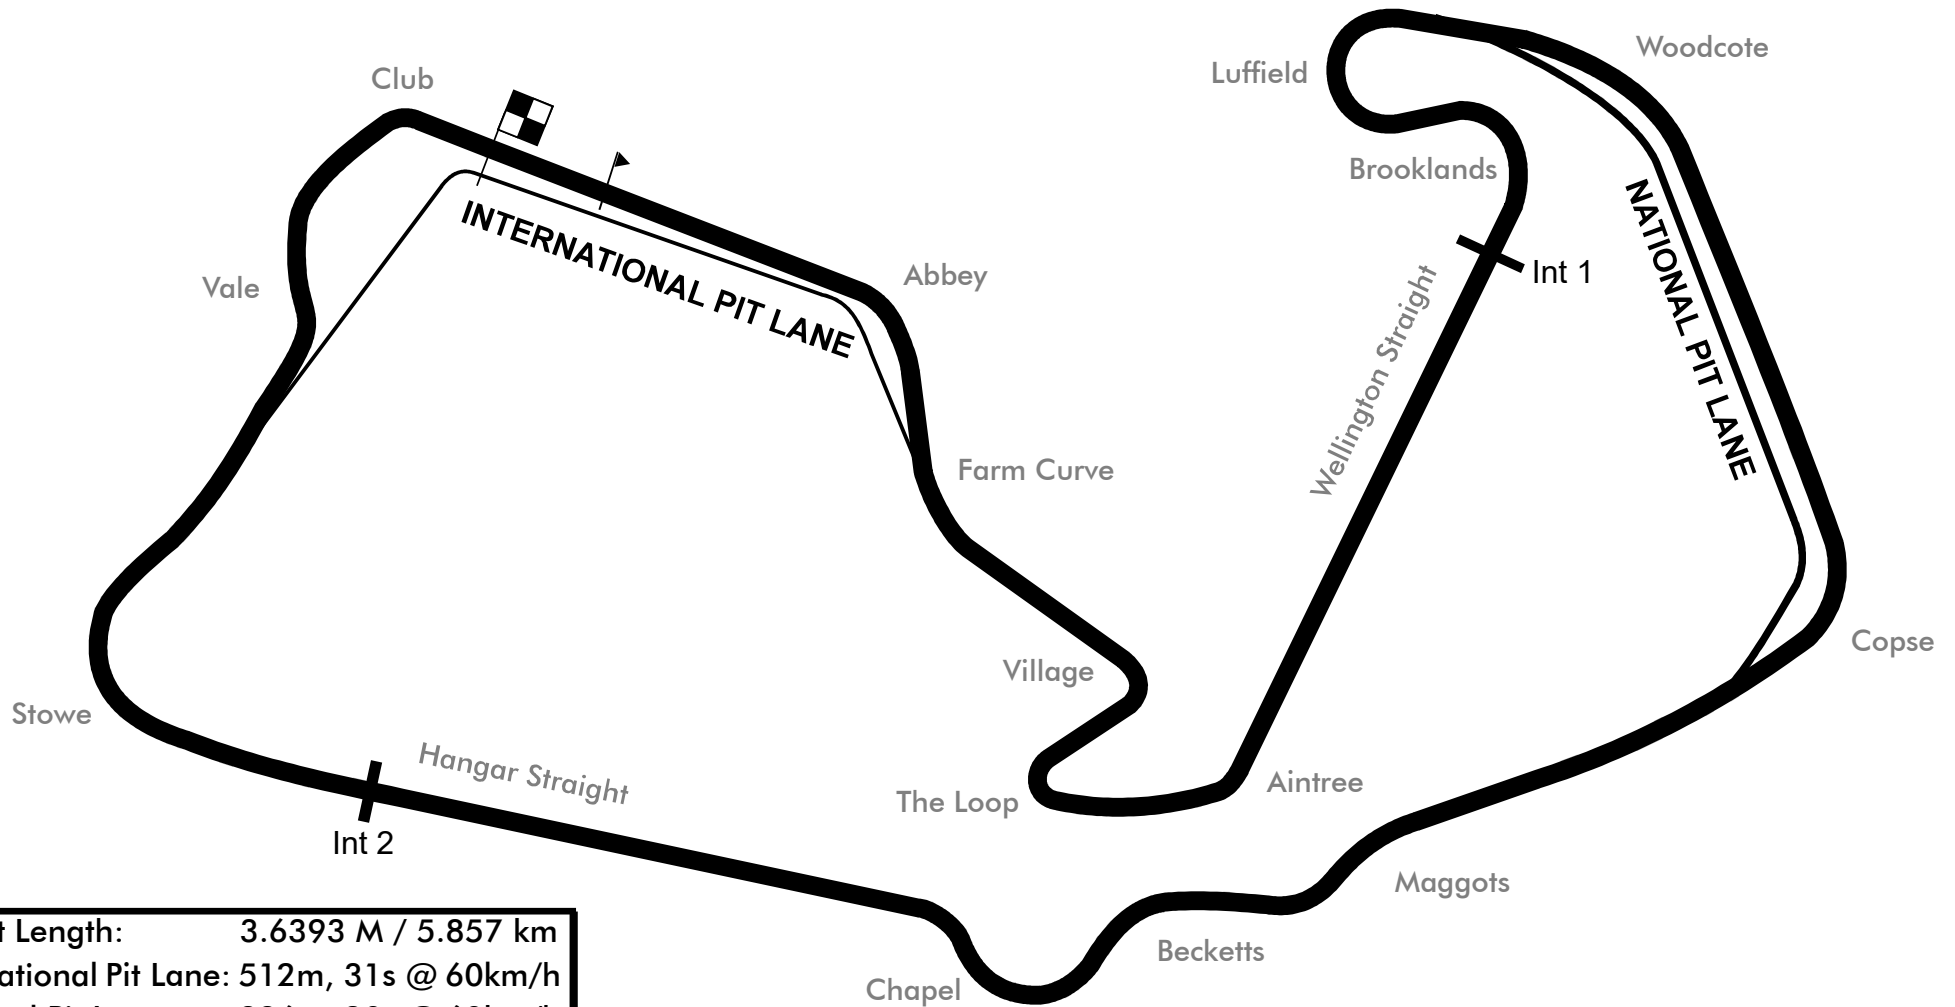 Woodcote
Luffield
Club
Brooklands
NATIONAL PIT LANE
INTERNATIONAL PIT LANE
Abbey
Int 1
Vale
Wellington Straight
Farm Curve
Copse
Village
Stowe
Hangar Straight
Aintree
The Loop
Int 2
Maggots
Becketts
Chapel
t Length: 3.6393 M / 5.857 km
ational Pit Lane: 512m, 31s @ 60km/h